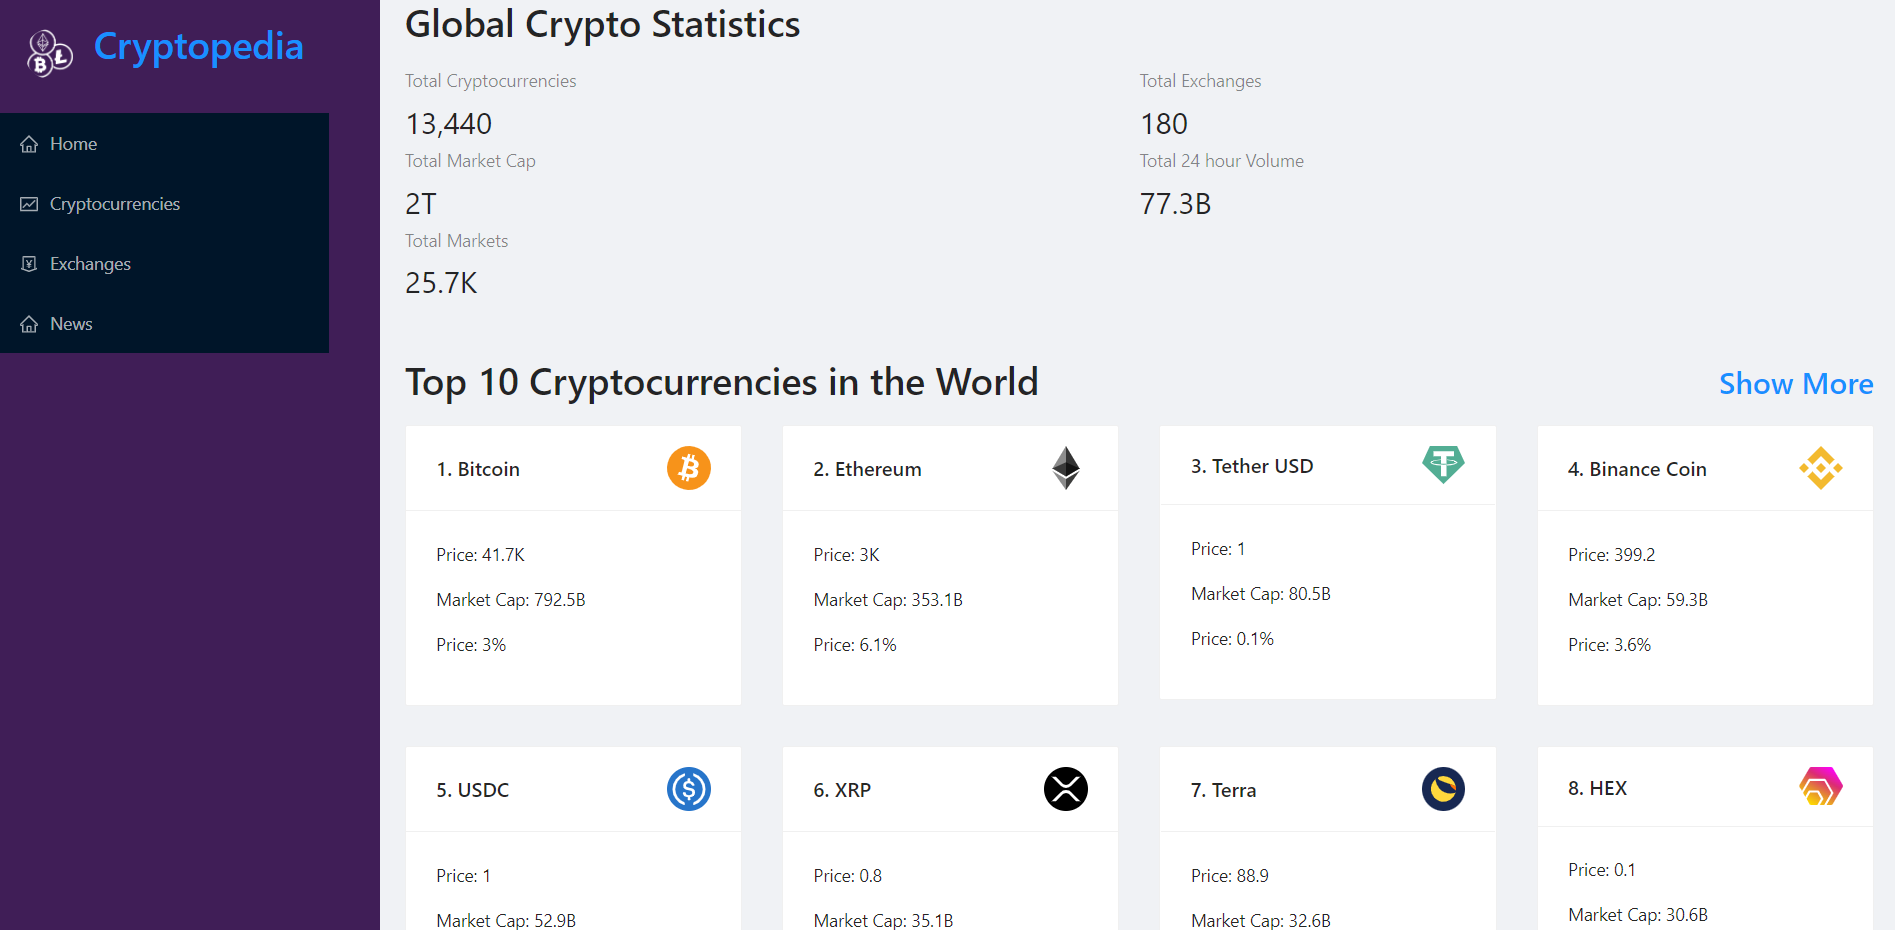 Cryptopedia
Home
Cryptocurrencies
Exchanges
News
Global Crypto Statistics
Total Cryptocurrencies
13,440
Total Exchanges
180
Total Market Cap
2T
Total 24 hour Volume
77.3B
Total Markets
25.7K
Top 10 Cryptocurrencies in the World
Show More
1. Bitcoin
Price: 41.7K
Market Cap: 792.5B
Price: 3%
2. Ethereum
Price: 3K
Market Cap: 353.1B
Price: 6.1%
3. Tether USD
Price: 1
Market Cap: 80.5B
Price: 0.1%
4. Binance Coin
Price: 399.2
Market Cap: 59.3B
Price: 3.6%
5. USDC
Price: 1
Market Cap: 52.9B
6. XRP
Price: 0.8
Market Cap: 35.1B
7. Terra
Price: 88.9
Market Cap: 32.6B
8. HEX
Price: 0.1
Market Cap: 30.6B